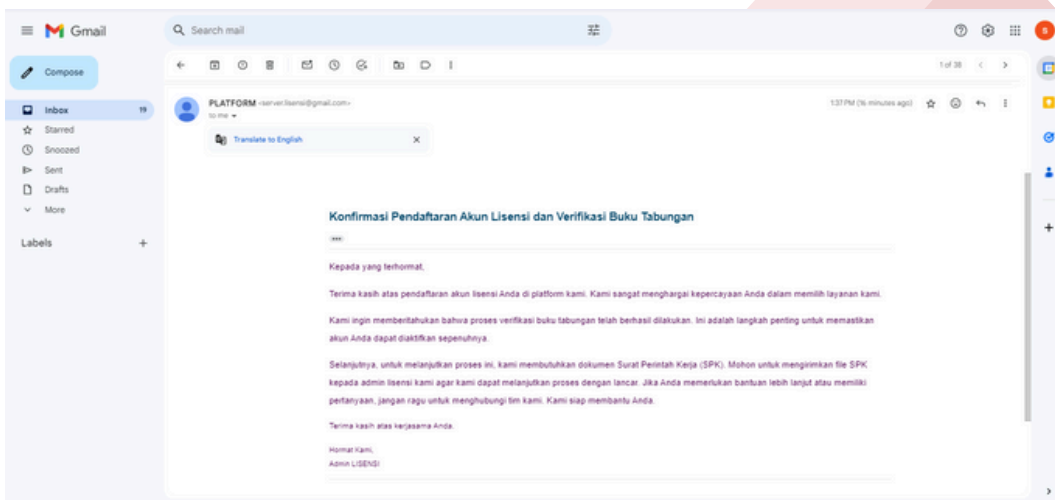 Gmail
Search mail
S
Compose
1 of 38
Inbox 19
Starred
Snoozed
Sent
Drafts
More
Labels
PLATFORM <server.lisensi@gmail.com>
1:37 PM (16 minutes ago)
to me
Translate to English
Konfirmasi Pendaftaran Akun Lisensi dan Verifikasi Buku Tabungan
Kepada yang terhormat,
Terima kasih atas pendaftaran akun lisensi Anda di platform kami. Kami sangat menghargai kepercayaan Anda dalam memilih layanan kami.
Kami ingin memberitahukan bahwa proses verifikasi buku tabungan telah berhasil dilakukan. Ini adalah langkah penting untuk memastikan
akun Anda dapat diaktifkan sepenuhnya.
Selanjutnya, untuk melanjutkan proses ini, kami membutuhkan dokumen Surat Perintah Kerja (SPK). Mohon untuk mengirimkan file SPK
kepada admin lisensi kami agar kami dapat melanjutkan proses dengan lancar. Jika Anda memerlukan bantuan lebih lanjut atau memiliki
pertanyaan, jangan ragu untuk menghubungi tim kami. Kami siap membantu Anda.
Terima kasih atas kerjasama Anda.
Hormat Kami,
Admin LISENSI